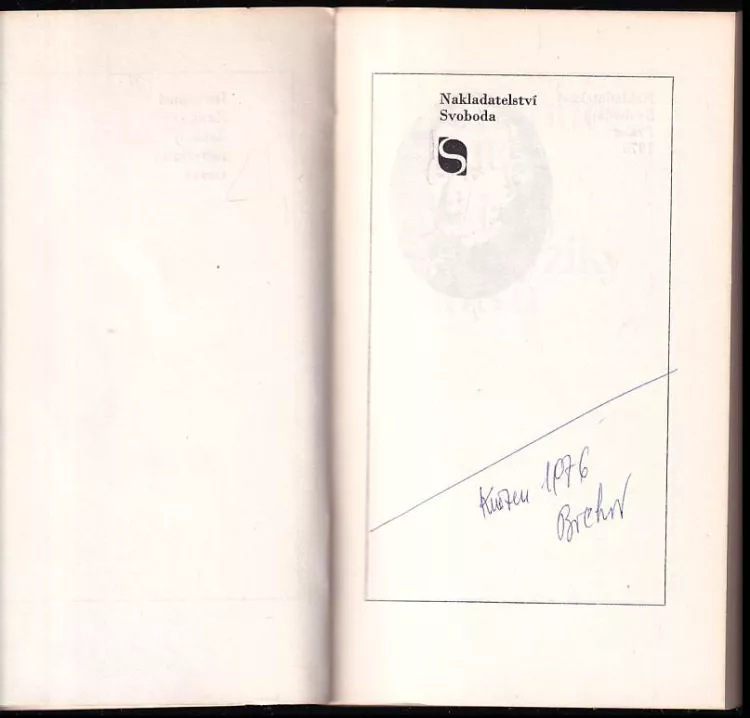 Nakladatelství
Svoboda
S
Květen 1976